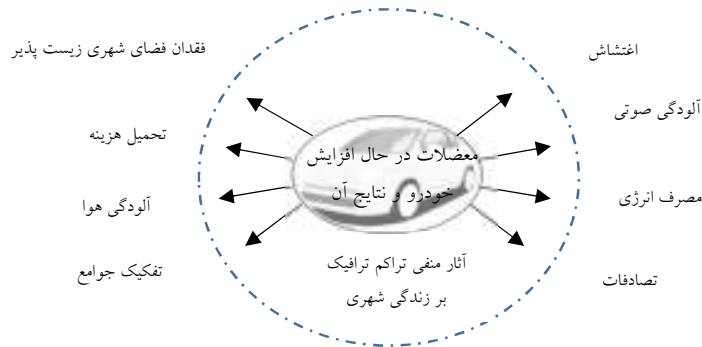 اغتشاش
فقدان فضای شهری زیست پذیر
آلودگی صوتی
تحمیل هزینه
معضلات در حال افزایش
خودرو و نتایج آن
مصرف انرژی
آلودگی هوا
تصادفات
تفکیک جوامع
آثار منفی تراکم ترافیک
بر زندگی شهری